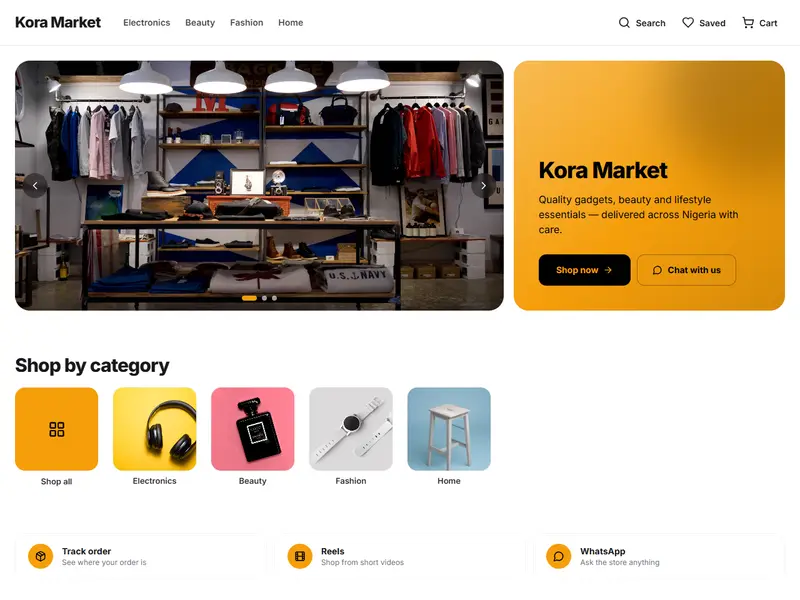 Kora Market
Electronics
Beauty
Fashion
Home
Search
Saved
Cart
M
U.S. NAVY
Kora Market
Quality gadgets, beauty and lifestyle
essentials — delivered across Nigeria with
care.
Shop now
Chat with us
Shop by category
Shop all
Electronics
Beauty
Fashion
Home
Track order
See where your order is
Reels
Shop from short videos
WhatsApp
Ask the store anything